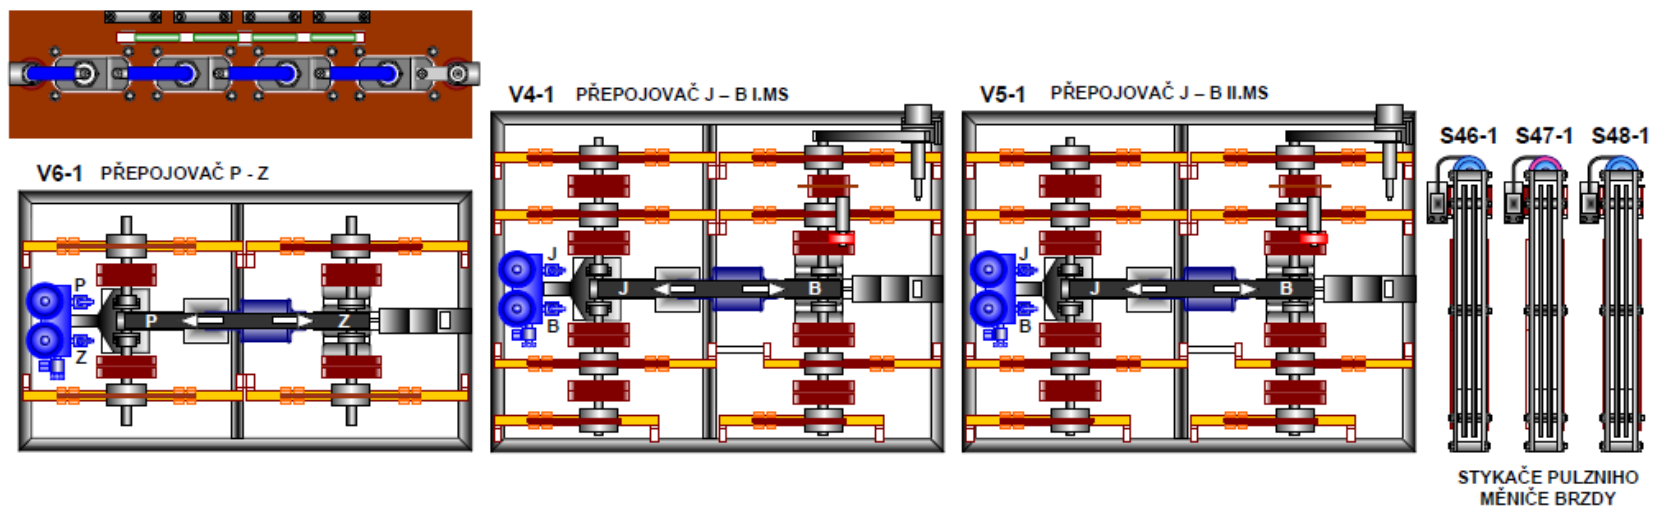 V4-1 PŘEPOJOVAČ J – B I.MS
V5-1 PŘEPOJOVAČ J – B II.MS
S46-1 S47-1 S48-1
V6-1 PŘEPOJOVAČ P - Z
P
Z
P
Z
J
B
J
B
J
B
J
B
STYKAČE PULZNIHO
MĚNIČE BRZDY